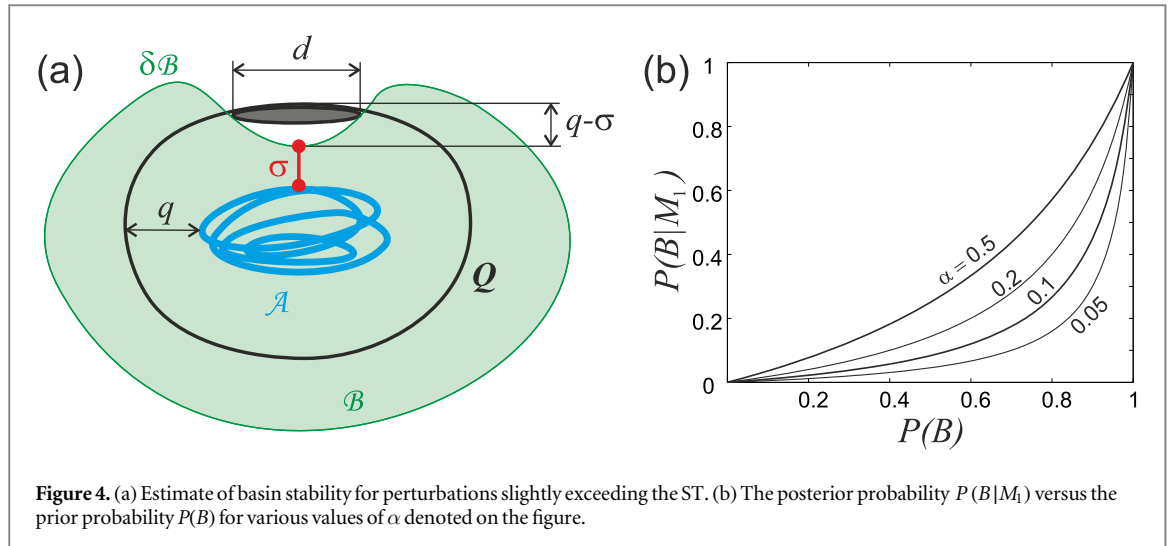 (a)
δℬ
d
q-σ
σ
q
Q
𝒜
ℬ
(b)
P(B|M₁)
1
0.8
0.6
0.4
0.2
0
α = 0.5
0.2
0.1
0.05
0.2 0.4 0.6 0.8 1
P(B)
Figure 4. (a) Estimate of basin stability for perturbations slightly exceeding the ST. (b) The posterior probability P (B|M₁) versus the
prior probability P(B) for various values of α denoted on the figure.